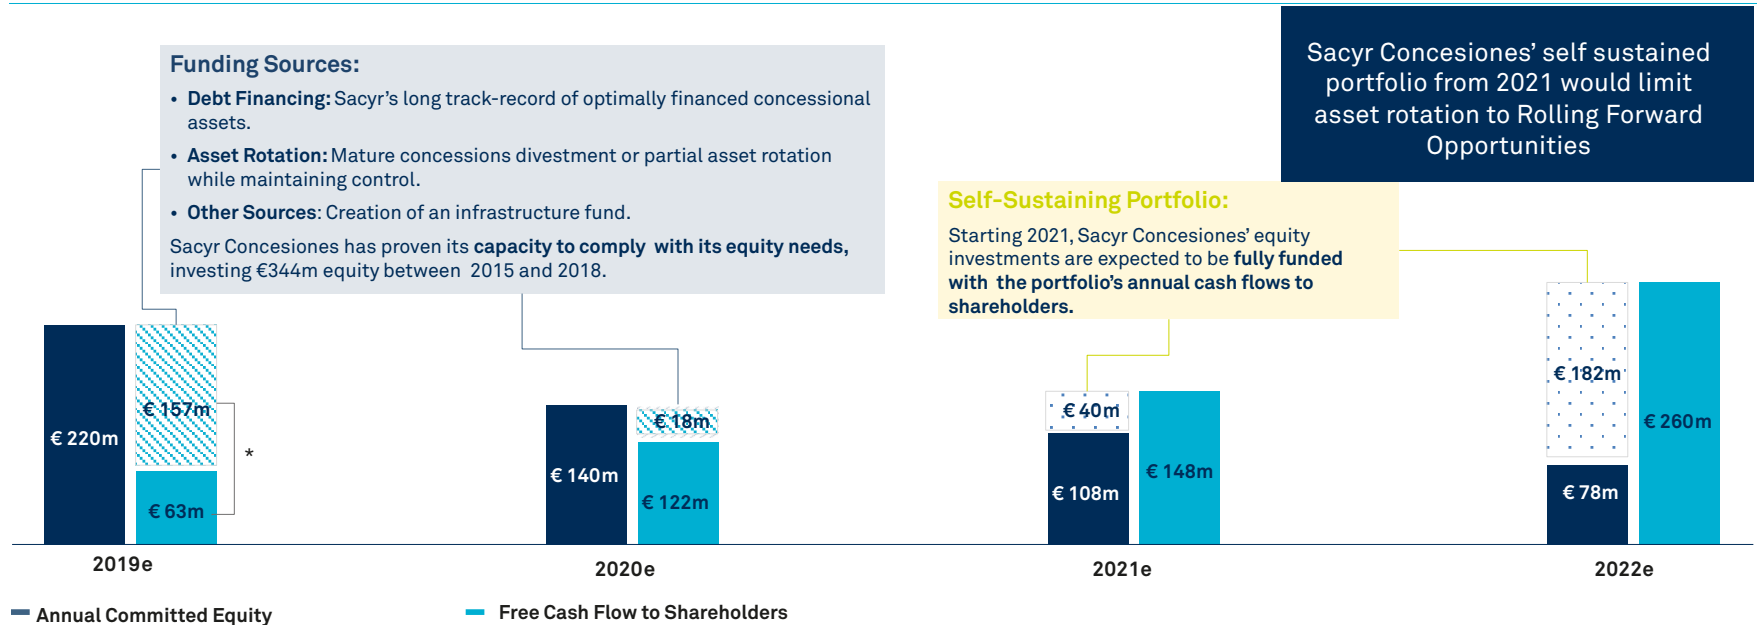 Sacyr Concesiones’ self sustained
portfolio from 2021 would limit
asset rotation to Rolling Forward
Opportunities
Funding Sources:
• Debt Financing: Sacyr’s long track-record of optimally financed concessional
assets.
• Asset Rotation: Mature concessions divestment or partial asset rotation
while maintaining control.
• Other Sources: Creation of an infrastructure fund.
Sacyr Concesiones has proven its capacity to comply with its equity needs,
investing €344m equity between 2015 and 2018.
Self-Sustaining Portfolio:
Starting 2021, Sacyr Concesiones’ equity
investments are expected to be fully funded
with the portfolio’s annual cash flows to
shareholders.
€ 220m
€ 157m
€ 63m
*
€ 140m
€ 18m
€ 122m
€ 40m
€ 108m
€ 148m
€ 182m
€ 78m
€ 260m
2019e
2020e
2021e
2022e
Annual Committed Equity
Free Cash Flow to Shareholders